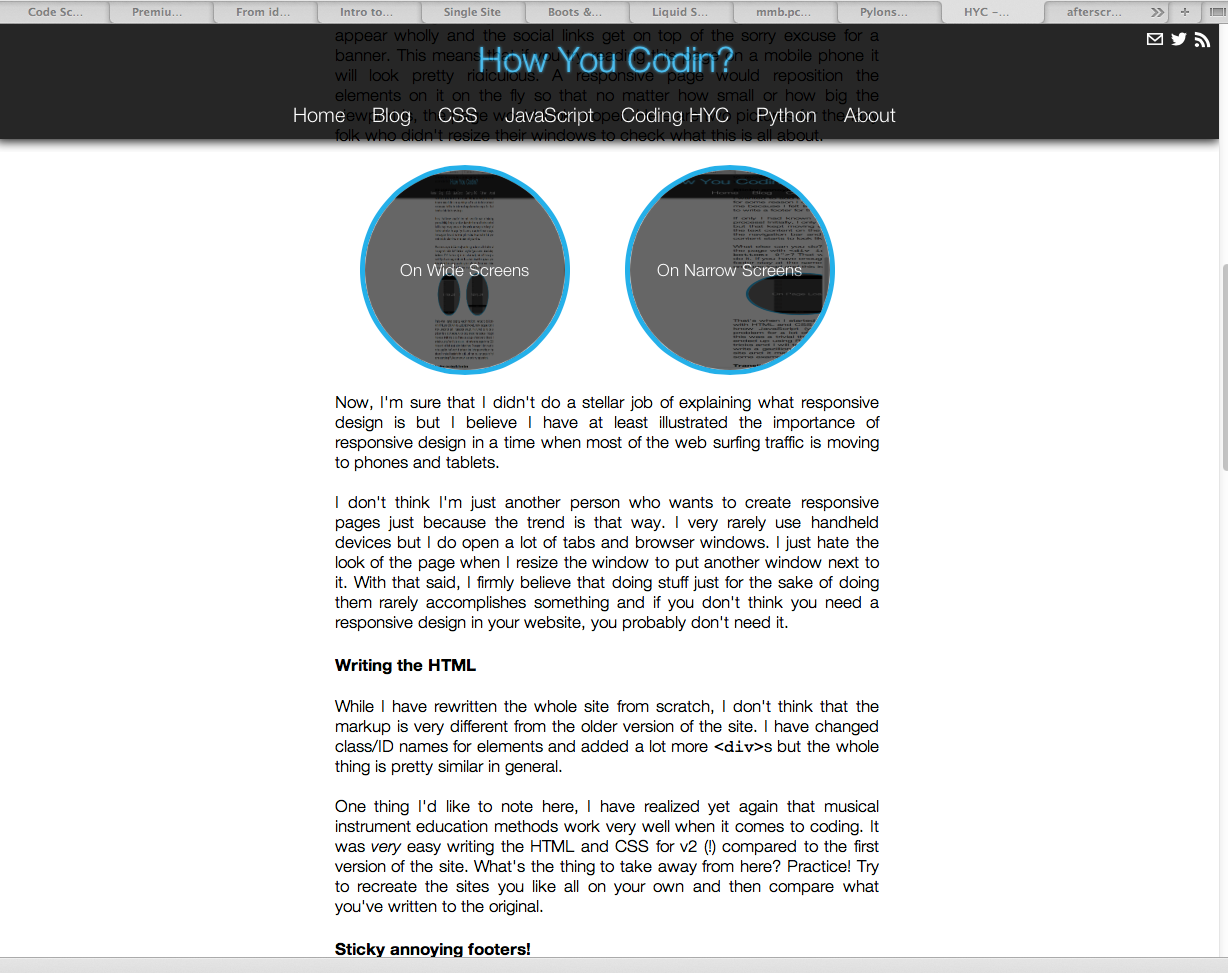 Code Sc...
Premiu...
From id...
Intro to...
Single Site
Boots &...
Liquid S...
mmb.pc...
Pylons...
HYC –...
afterscr...
appear wholly and the social links get on top of the sorry excuse for a
banner. This means that if you're reading this page on a mobile phone it
How You Codin?
will look pretty ridiculous. A responsive page would reposition the
elements on it on the fly so that no matter how small or how big the
Home Blog CSS JavaScript Coding HYC Python About
folk who didn't resize their windows to check what this is all about.
On Wide Screens
On Narrow Screens
Now, I'm sure that I didn't do a stellar job of explaining what responsive
design is but I believe I have at least illustrated the importance of
responsive design in a time when most of the web surfing traffic is moving
to phones and tablets.
I don't think I'm just another person who wants to create responsive
pages just because the trend is that way. I very rarely use handheld
devices but I do open a lot of tabs and browser windows. I just hate the
look of the page when I resize the window to put another window next to
it. With that said, I firmly believe that doing stuff just for the sake of doing
them rarely accomplishes something and if you don't think you need a
responsive design in your website, you probably don't need it.
Writing the HTML
While I have rewritten the whole site from scratch, I don't think that the
markup is very different from the older version of the site. I have changed
class/ID names for elements and added a lot more <div>s but the whole
thing is pretty similar in general.
One thing I'd like to note here, I have realized yet again that musical
instrument education methods work very well when it comes to coding. It
was very easy writing the HTML and CSS for v2 (!) compared to the first
version of the site. What's the thing to take away from here? Practice! Try
to recreate the sites you like all on your own and then compare what
you've written to the original.
Sticky annoying footers!